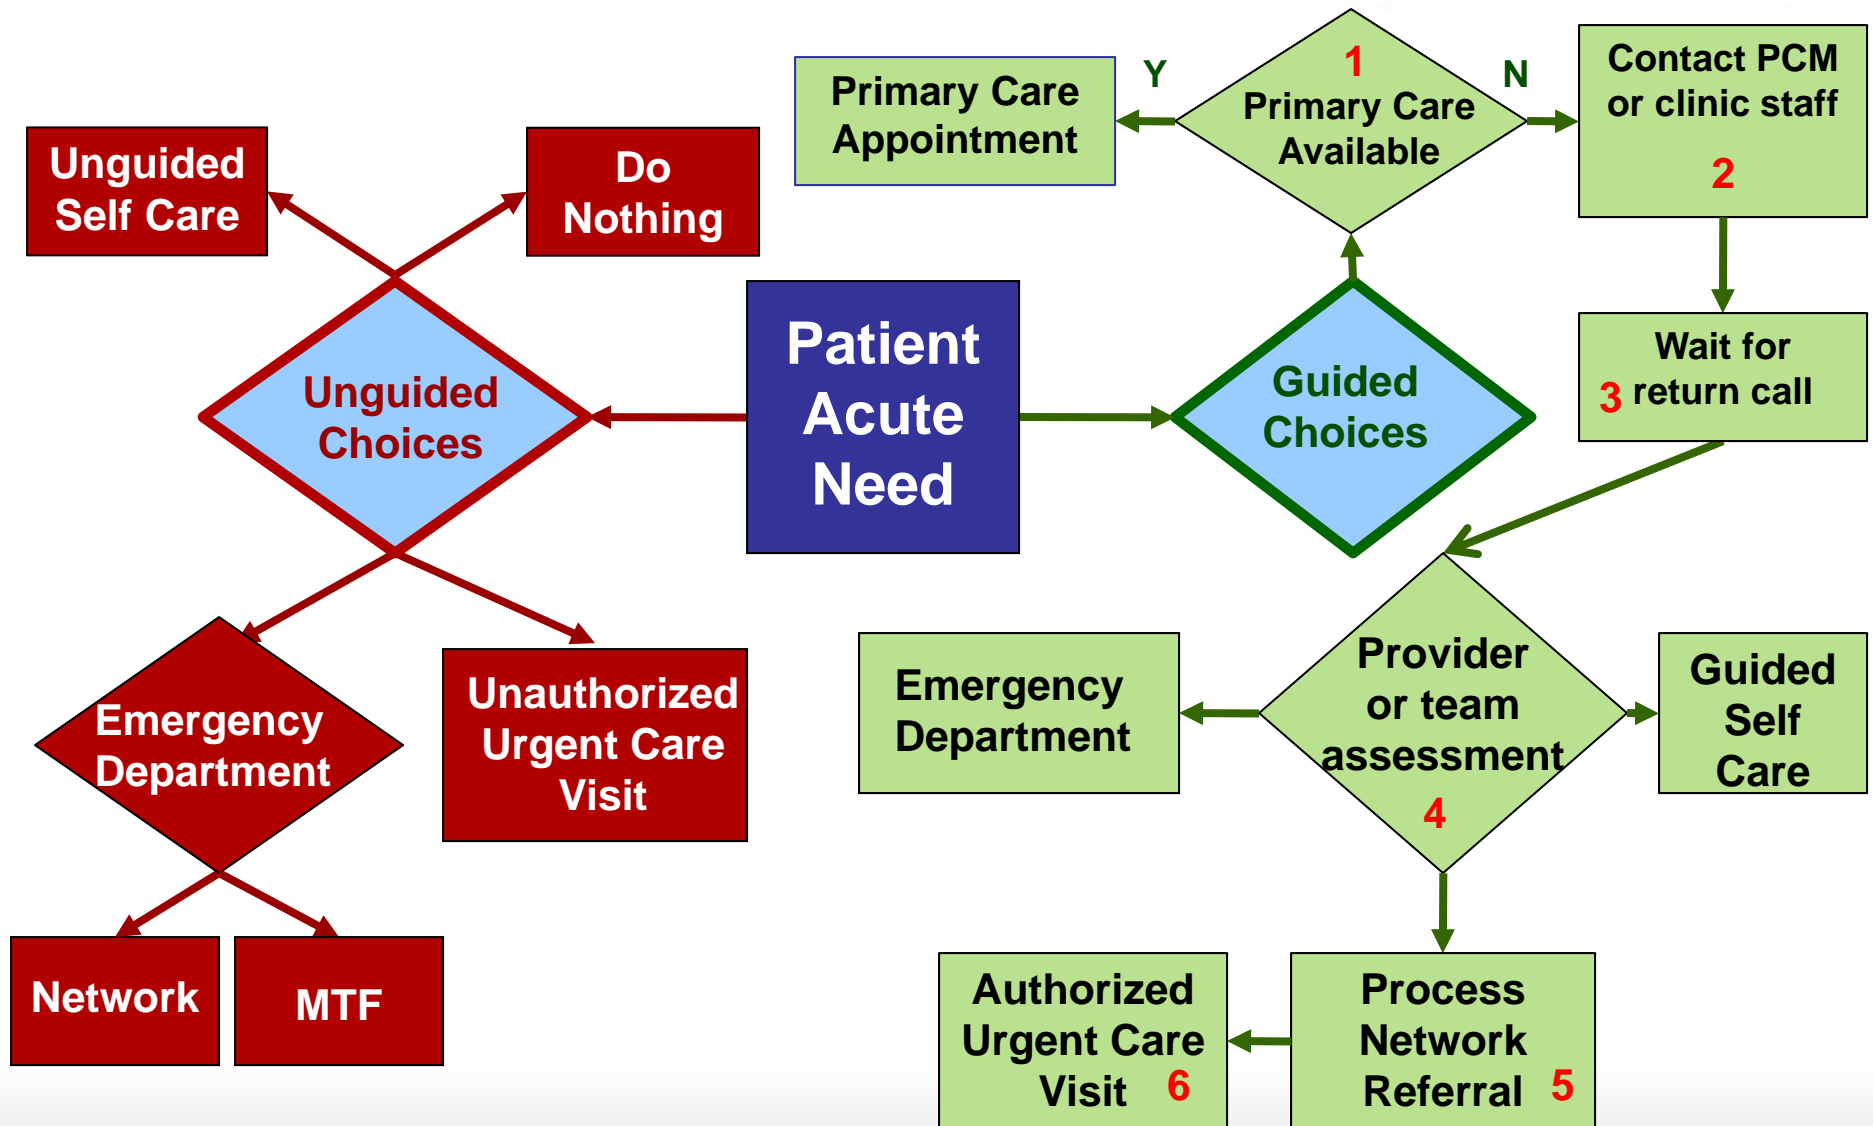 Unguided
Self Care
Do
Nothing
Unguided
Choices
Emergency
Department
Unauthorized
Urgent Care
Visit
Network
MTF
Patient
Acute
Need
Guided
Choices
1
Primary Care
Available
Y
N
Primary Care
Appointment
Contact PCM
or clinic staff
2
Wait for
3 return call
Provider
or team
assessment
4
Emergency
Department
Guided
Self
Care
Process
Network
Referral 5
Authorized
Urgent Care
Visit 6